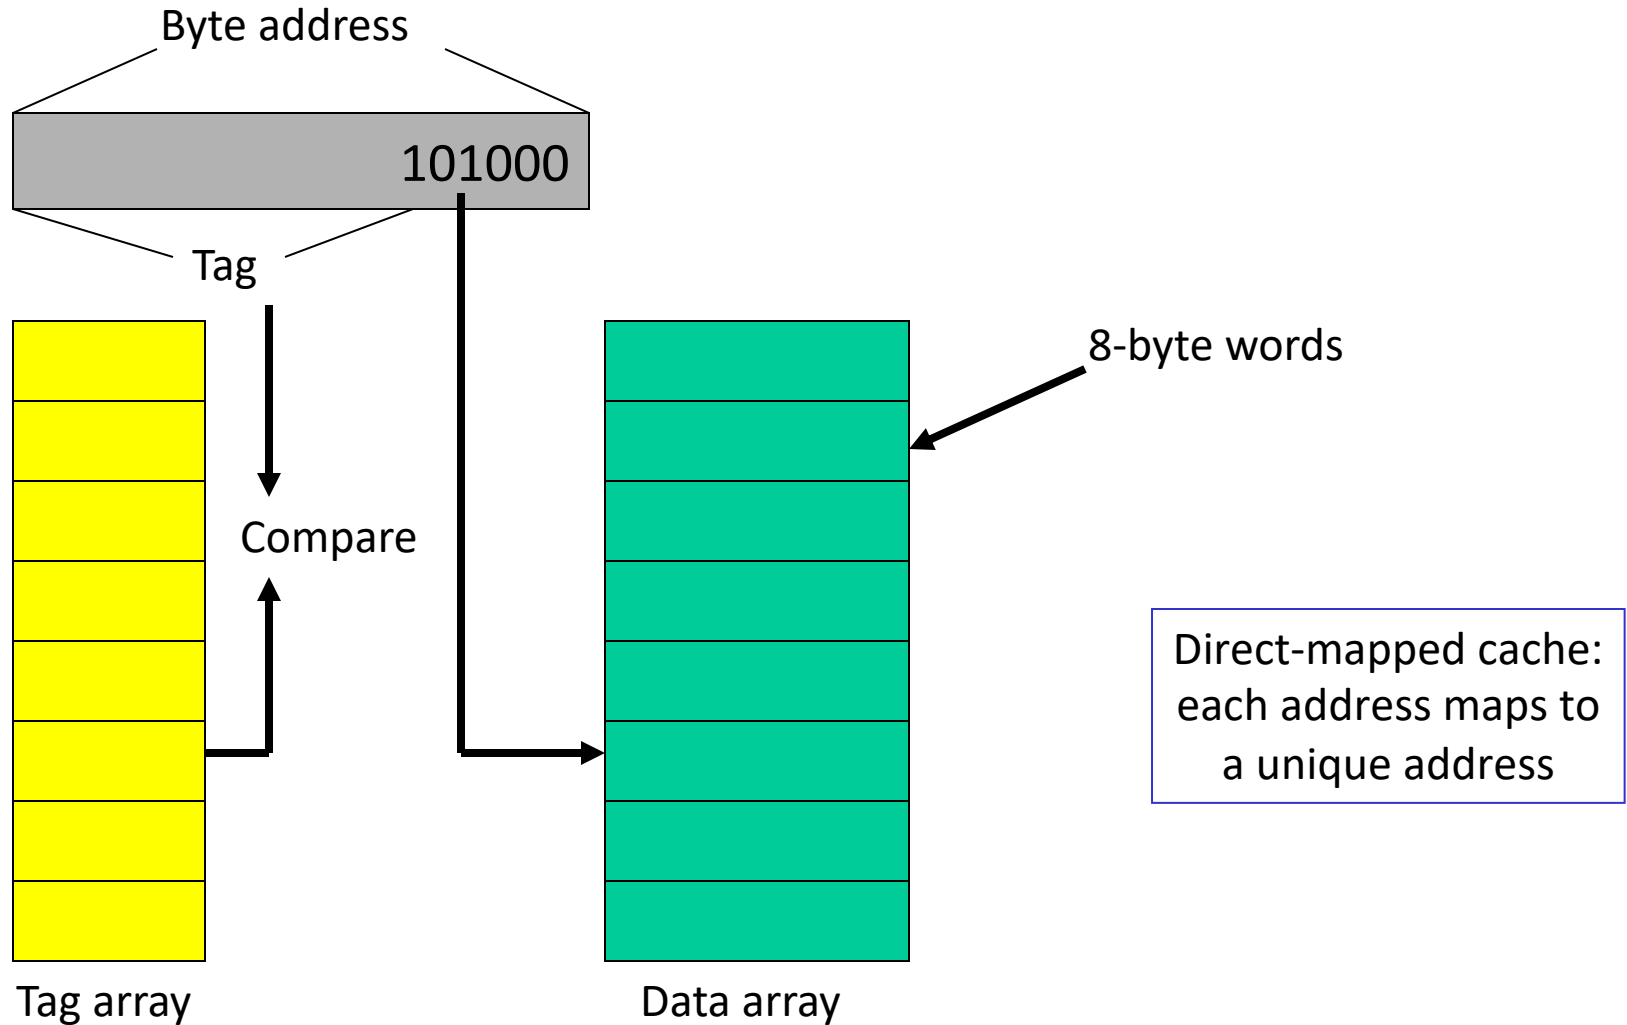 Byte address
101000
Tag
8-byte words
Compare
Direct-mapped cache:
each address maps to
a unique address
Tag array
Data array